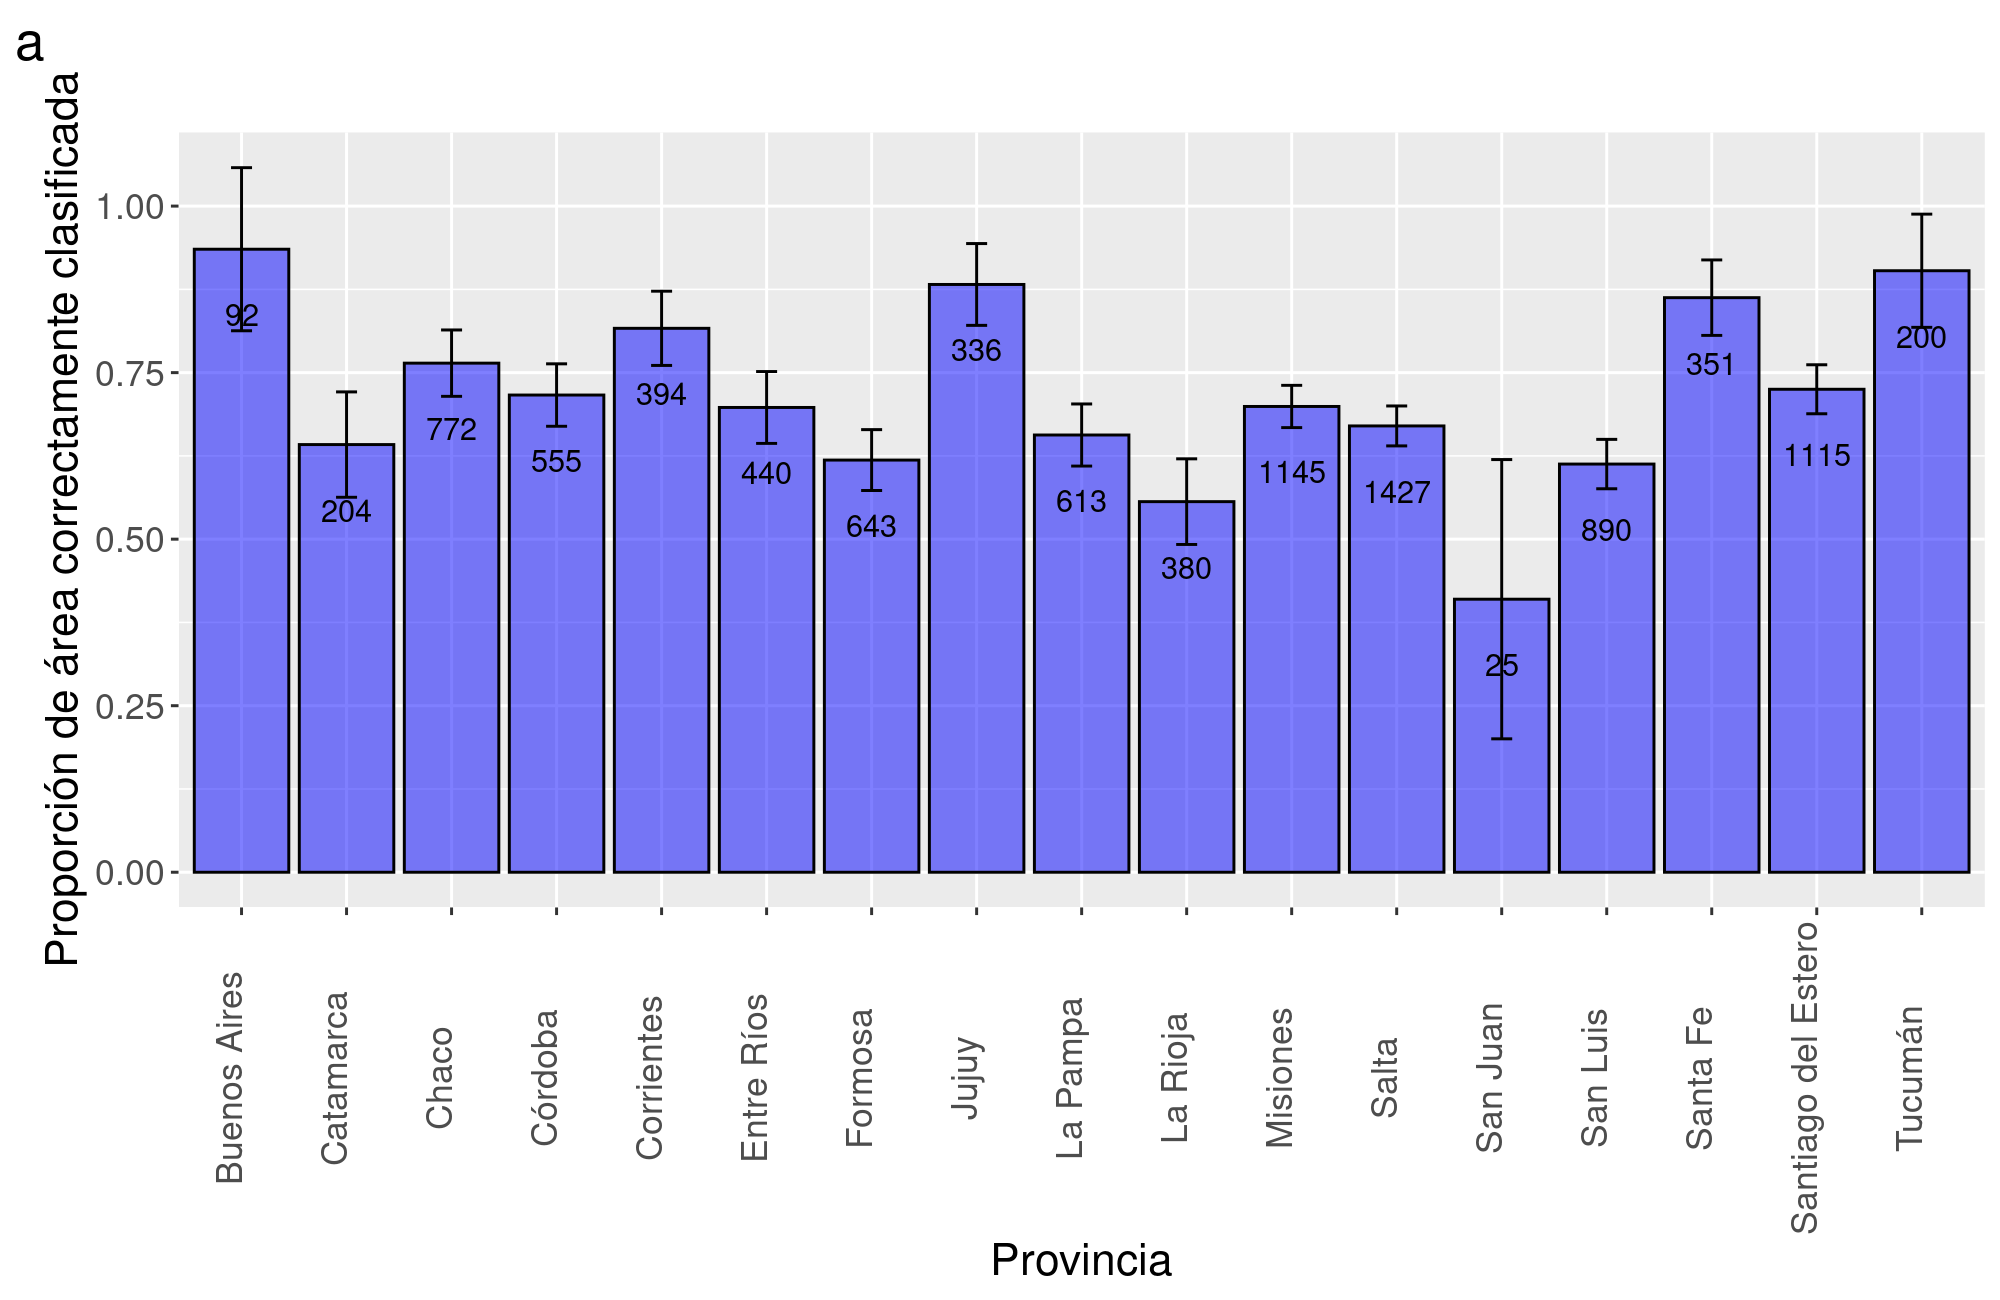 a
Proporción de área correctamente clasificada
1.00
0.75
0.50
0.25
0.00
92
204
772
555
394
440
643
336
613
380
1145
1427
25
890
351
1115
200
Buenos Aires
Catamarca
Chaco
Córdoba
Corrientes
Entre Ríos
Formosa
Jujuy
La Pampa
La Rioja
Misiones
Salta
San Juan
San Luis
Santa Fe
Santiago del Estero
Tucumán
Provincia